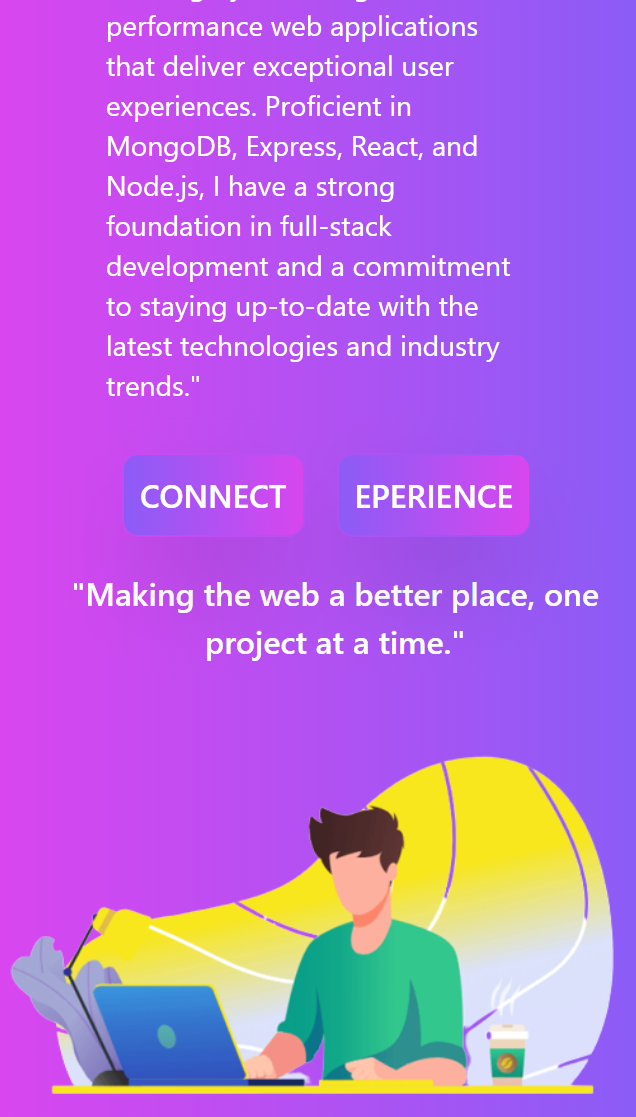 performance web applications
that deliver exceptional user
experiences. Proficient in
MongoDB, Express, React, and
Node.js, I have a strong
foundation in full-stack
development and a commitment
to staying up-to-date with the
latest technologies and industry
trends."
CONNECT EPERIENCE
"Making the web a better place, one
project at a time."